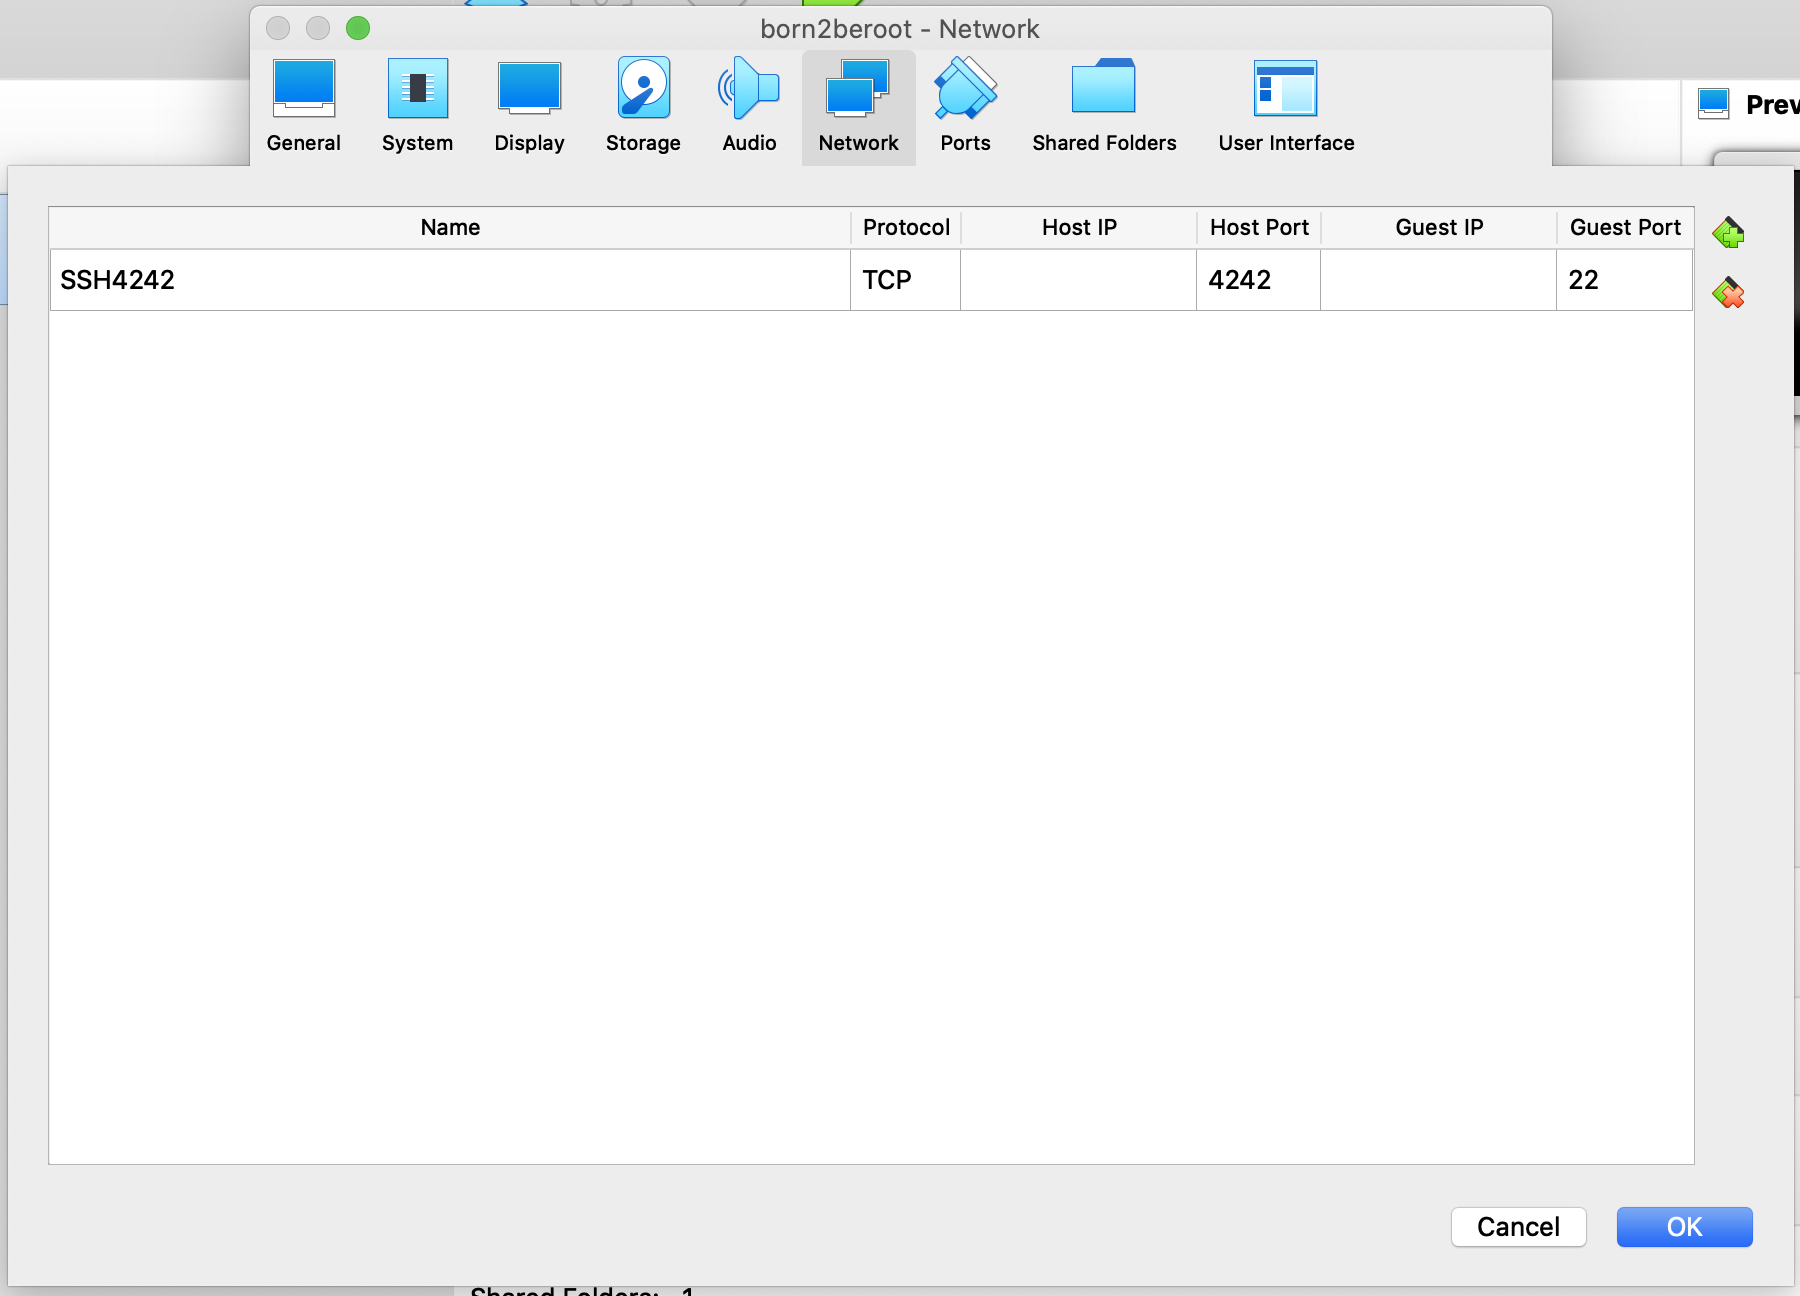 born2beroot - Network
General System Display Storage Audio Network Ports Shared Folders User Interface
Prev
Name Protocol Host IP Host Port Guest IP Guest Port
SSH4242 TCP 4242 22
Cancel OK
Shared Folders: 1